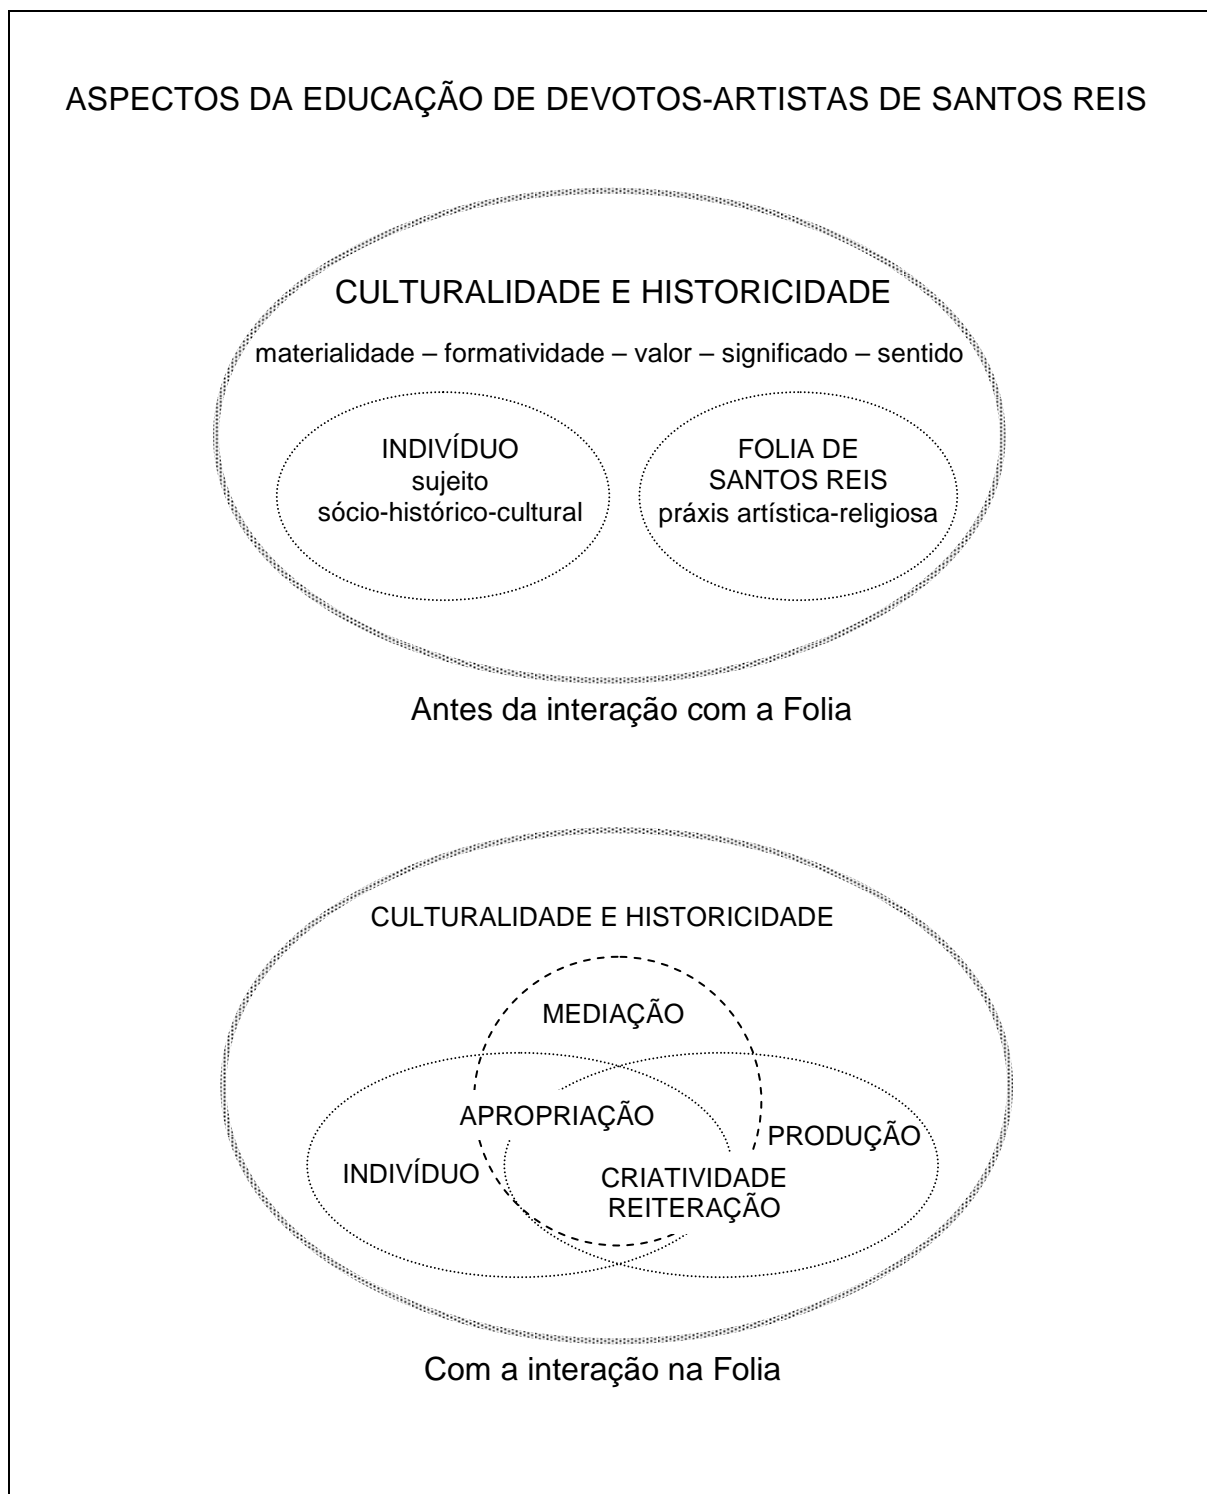 ASPECTOS DA EDUCAÇÃO DE DEVOTOS-ARTISTAS DE SANTOS REIS
CULTURALIDADE E HISTORICIDADE
materialidade – formatividade – valor – significado – sentido
INDIVÍDUO
sujeito
sócio-histórico-cultural
FOLIA DE
SANTOS REIS
práxis artística-religiosa
Antes da interação com a Folia
CULTURALIDADE E HISTORICIDADE
MEDIAÇÃO
APROPRIAÇÃO
PRODUÇÃO
INDIVÍDUO
CRIATIVIDADE
REITERAÇÃO
Com a interação na Folia